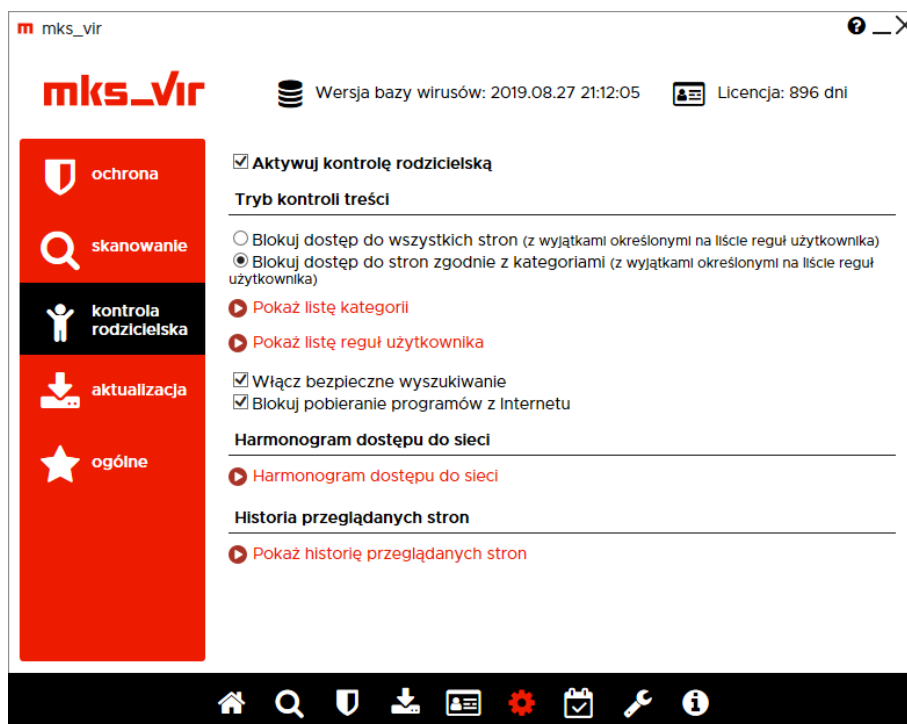 mks_vir
mks_vir
Wersja bazy wirusów: 2019.08.27 21:12:05
Licencja: 896 dni
ochrona
skanowanie
kontrola
rodzicielska
aktualizacja
ogólne
Aktywuj kontrolę rodzicielską
Tryb kontroli treści
Blokuj dostęp do wszystkich stron (z wyjątkami określonymi na liście reguł użytkownika)
Blokuj dostęp do stron zgodnie z kategoriami (z wyjątkami określonymi na liście reguł
użytkownika)
Pokaż listę kategorii
Pokaż listę reguł użytkownika
Włącz bezpieczne wyszukiwanie
Blokuj pobieranie programów z Internetu
Harmonogram dostępu do sieci
Harmonogram dostępu do sieci
Historia przeglądanych stron
Pokaż historię przeglądanych stron